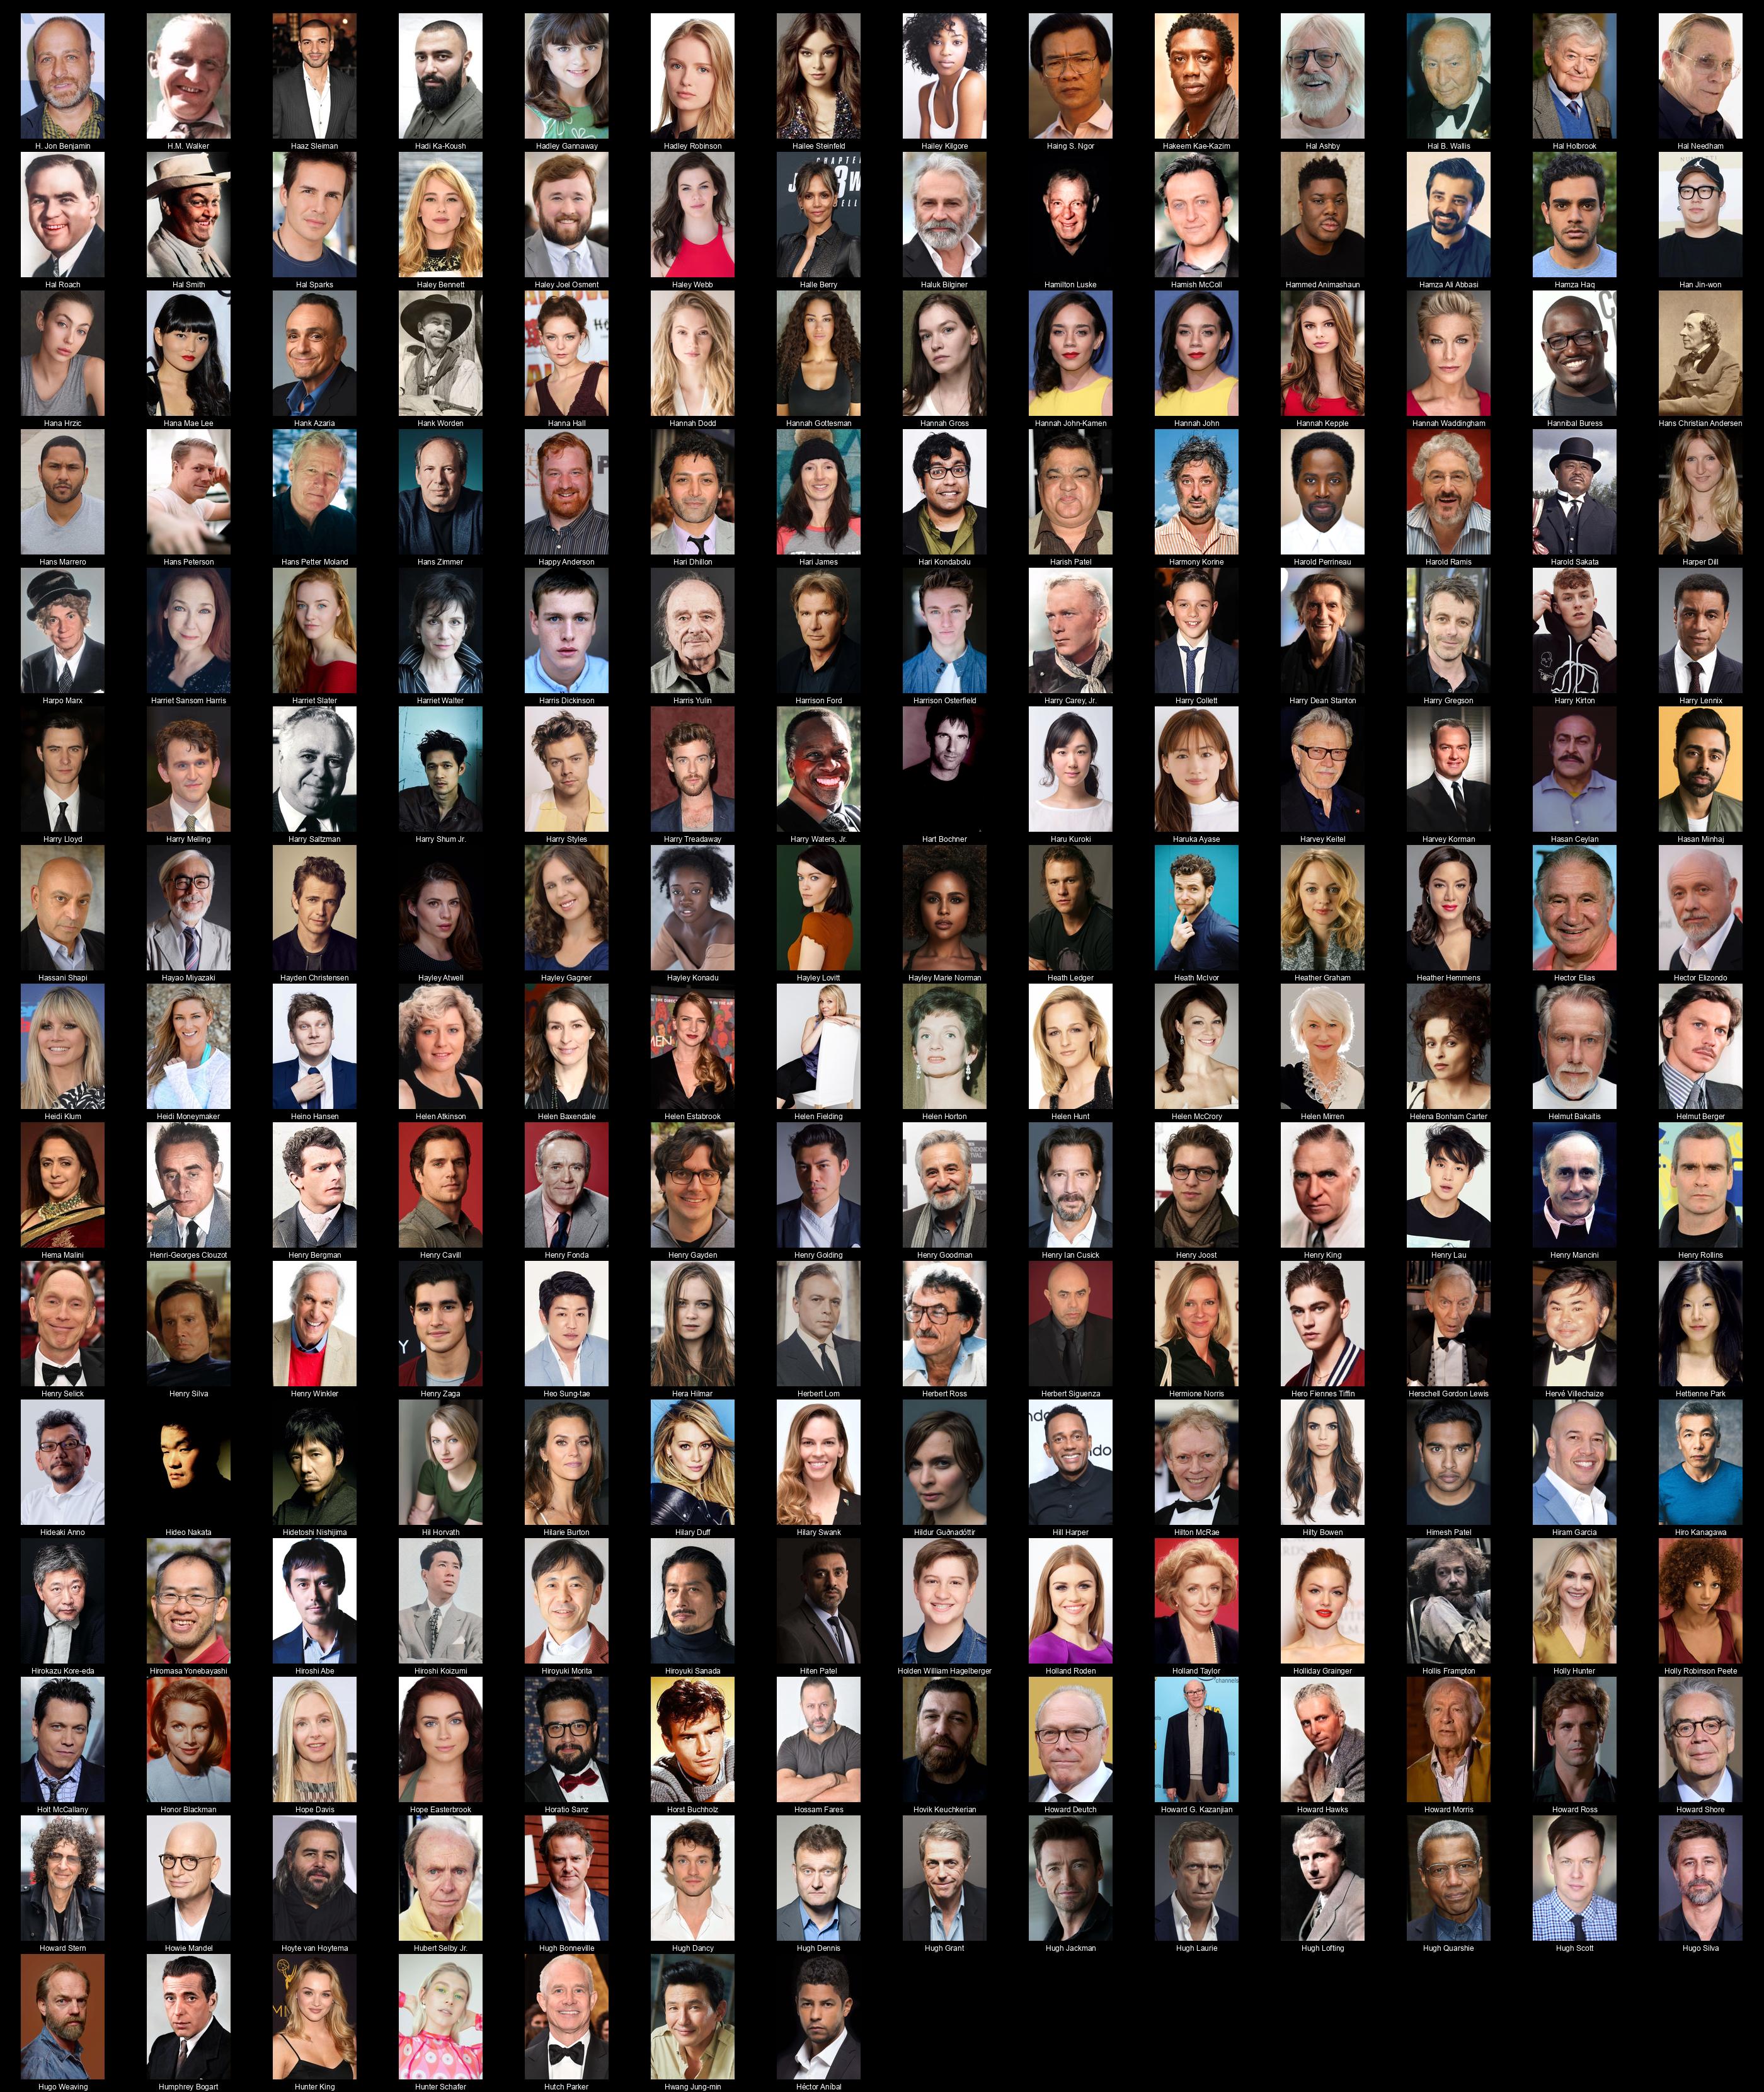 H. Jon Benjamin H.M. Walker Haaz Sleiman Hadi Ka-Koush Hadley Gannaway Hadley Robinson Hailee Steinfeld Hailey Kilgore Haing S. Ngor Hakeem Kae-Kazim Hal Ashby Hal B. Wallis Hal Holbrook Hal Needham
Hal Roach Hal Smith Hal Sparks Haley Bennett Haley Joel Osment Haley Webb Halle Berry Haluk Bilginer Hamilton Luske Hamish McColl Hammed Animashaun Hamza Ali Abbasi Hamza Haq Han Jin-won
Hana Hrzic Hana Mae Lee Hank Azaria Hank Worden Hanna Hall Hannah Dodd Hannah Gottesman Hannah Gross Hannah John-Kamen Hannah John Hannah Kepple Hannah Waddingham Hannibal Buress Hans Christian Andersen
Hans Marrero Hans Peterson Hans Petter Moland Hans Zimmer Happy Anderson Hari Dhillon Hari James Hari Kondabolu Harish Patel Harmony Korine Harold Perrineau Harold Ramis Harold Sakata Harper Dill
Harpo Marx Harriet Sansom Harris Harriet Slater Harriet Walter Harris Dickinson Harris Yulin Harrison Ford Harrison Osterfield Harry Carey, Jr. Harry Collett Harry Dean Stanton Harry Gregson Harry Kirton Harry Lennix
Harry Lloyd Harry Melling Harry Saltzman Harry Shum Jr. Harry Styles Harry Treadaway Harry Waters, Jr. Hart Bochner Haru Kuroki Haruka Ayase Harvey Keitel Harvey Korman Hasan Ceylan Hasan Minhaj
Hassani Shapi Hayao Miyazaki Hayden Christensen Hayley Atwell Hayley Gagner Hayley Konadu Hayley Lovitt Hayley Marie Norman Heath Ledger Heath McIvor Heather Graham Heather Hemmens Hector Elias Hector Elizondo
Heidi Klum Heidi Moneymaker Heino Hansen Helen Atkinson Helen Baxendale Helen Estabrook Helen Fielding Helen Horton Helen Hunt Helen McCrory Helen Mirren Helena Bonham Carter Helmut Bakaitis Helmut Berger
Hema Malini Henri-Georges Clouzot Henry Bergman Henry Cavill Henry Fonda Henry Gayden Henry Golding Henry Goodman Henry Ian Cusick Henry Joost Henry King Henry Lau Henry Mancini Henry Rollins
Henry Selick Henry Silva Henry Winkler Henry Zaga Heo Sung-tae Hera Hilmar Herbert Lom Herbert Ross Herbert Siguenza Hermione Norris Hero Fiennes Tiffin Herschell Gordon Lewis Hervé Villechaize Hettienne Park
Hideaki Anno Hideo Nakata Hidetoshi Nishijima Hil Horvath Hilarie Burton Hilary Duff Hilary Swank Hildur Guðnadóttir Hill Harper Hilton McRae Hilty Bowen Himesh Patel Hiram Garcia Hiro Kanagawa
Hirokazu Kore-eda Hiromasa Yonebayashi Hiroshi Abe Hiroshi Koizumi Hiroyuki Morita Hiroyuki Sanada Hiten Patel Holden William Hagelberger Holland Roden Holland Taylor Holliday Grainger Hollis Frampton Holly Hunter Holly Robinson Peete
Holt McCallany Honor Blackman Hope Davis Hope Easterbrook Horatio Sanz Horst Buchholz Hossam Fares Hovik Keuchkerian Howard Deutch Howard G. Kazanjian Howard Hawks Howard Morris Howard Ross Howard Shore
Howard Stern Howie Mandel Hoyte van Hoytema Hubert Selby Jr. Hugh Bonneville Hugh Dancy Hugh Dennis Hugh Grant Hugh Jackman Hugh Laurie Hugh Lofting Hugh Quarshie Hugh Scott Hugo Silva
Hugo Weaving Humphrey Bogart Hunter King Hunter Schafer Hutch Parker Hwang Jung-min Héctor Aníbal